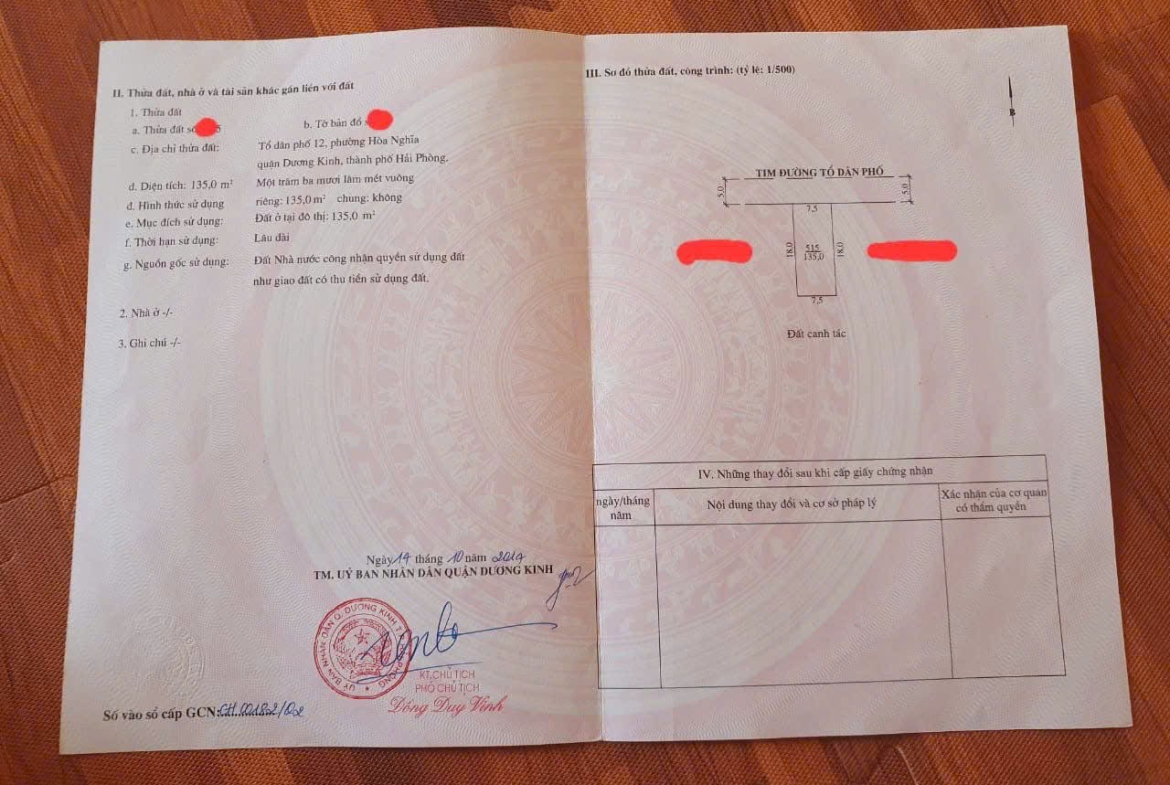 II. Thửa đất, nhà ở và tài sản khác gắn liền với đất
1. Thửa đất
a. Thửa đất số 5
b. Tờ bản đồ
c. Địa chỉ thửa đất: Tổ dân phố 12, phường Hòa Nghĩa
quận Dương Kinh, thành phố Hải Phòng.
d. Diện tích: 135,0 m² Một trăm ba mươi lăm mét vuông
đ. Hình thức sử dụng riêng: 135,0 m² chung: không
e. Mục đích sử dụng: Đất ở tại đô thị: 135,0 m²
f. Thời hạn sử dụng: Lâu dài
g. Nguồn gốc sử dụng: Đất Nhà nước công nhận quyền sử dụng đất
như giao đất có thu tiền sử dụng đất.
2. Nhà ở -/-
3. Ghi chú -/-
Ngày 14 tháng 10 năm 2019
TM. UỶ BAN NHÂN DÂN QUẬN DƯƠNG KINH
KT.CHỦ TỊCH
PHÓ CHỦ TỊCH
Đồng Duy Vinh
Số vào sổ cấp GCN: CH.00182/Q2
III. Sơ đồ thửa đất, công trình: (tỷ lệ: 1/500)
B
TIM ĐƯỜNG TỔ DÂN PHỐ
5,0
5,0
7,5
18,0
515
135,0
18,0
7,5
Đất canh tác
IV. Những thay đổi sau khi cấp giấy chứng nhận
ngày/tháng
năm
Nội dung thay đổi và cơ sở pháp lý
Xác nhận của cơ quan
có thẩm quyền